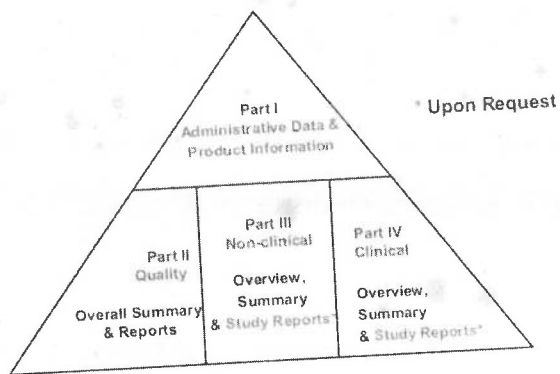 Part I
Administrative Data &
Product Information
* Upon Request
Part II
Quality
Overall Summary
& Reports
Part III
Non-clinical
Overview,
Summary
& Study Reports*
Part IV
Clinical
Overview,
Summary
& Study Reports*